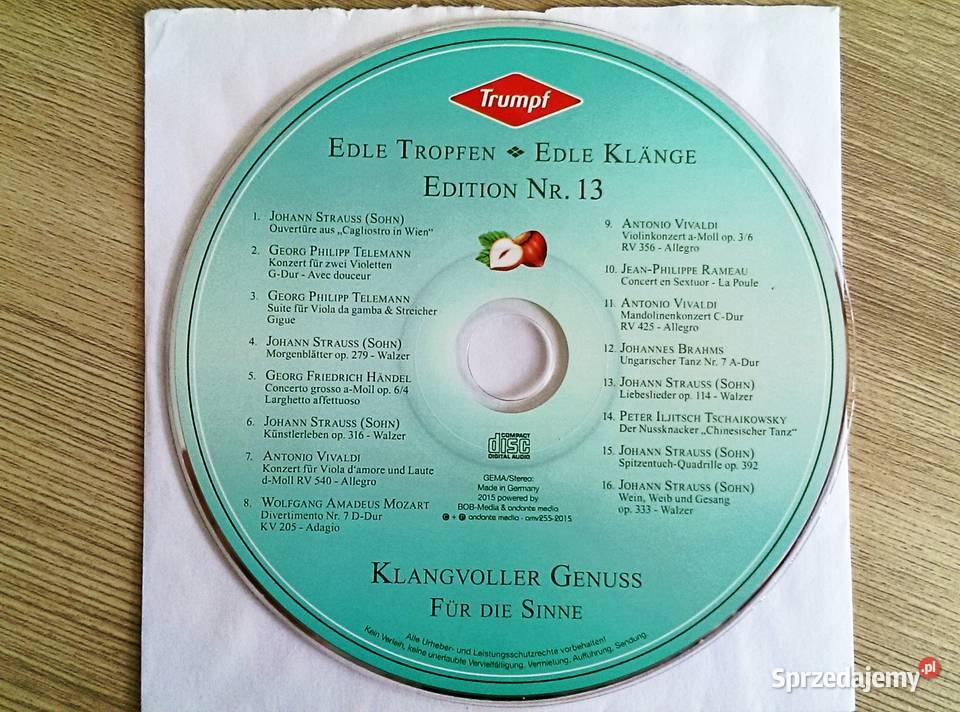 Trumpf
EDLE TROPFEN ❖ EDLE KLÄNGE
EDITION NR. 13
1. JOHANN STRAUSS (SOHN)
Ouvertüre aus „Cagliostro in Wien“
2. GEORG PHILIPP TELEMANN
Konzert für zwei Violetten
G-Dur - Avec douceur
3. GEORG PHILIPP TELEMANN
Suite für Viola da gamba & Streicher
Gigue
4. JOHANN STRAUSS (SOHN)
Morgenblätter op. 279 - Walzer
5. GEORG FRIEDRICH HÄNDEL
Concerto grosso a-Moll op. 6/4
Larghetto affettuoso
6. JOHANN STRAUSS (SOHN)
Künstlerleben op. 316 - Walzer
7. ANTONIO VIVALDI
Konzert für Viola d'amore und Laute
d-Moll RV 540 - Allegro
8. WOLFGANG AMADEUS MOZART
Divertimento Nr. 7 D-Dur
KV 205 - Adagio
9. ANTONIO VIVALDI
Violinkonzert a-Moll op. 3/6
RV 356 - Allegro
10. JEAN-PHILIPPE RAMEAU
Concert en Sextuor - La Poule
11. ANTONIO VIVALDI
Mandolinenkonzert C-Dur
RV 425 - Allegro
12. JOHANNES BRAHMS
Ungarischer Tanz Nr. 7 A-Dur
13. JOHANN STRAUSS (SOHN)
Liebeslieder op. 114 - Walzer
14. PETER ILJITSCH TSCHAIKOWSKY
Der Nussknacker „Chinesischer Tanz“
15. JOHANN STRAUSS (SOHN)
Spitzentuch-Quadrille op. 392
16. JOHANN STRAUSS (SOHN)
Wein, Weib und Gesang
op. 333 - Walzer
COMPACT
disc
DIGITAL AUDIO
GEMA/Stereo:
Made in Germany
2015 powered by
BOB-Media & andante media
© + ℗ andante media - amv255-2015
KLANGVOLLER GENUSS
FÜR DIE SINNE
Alle Urheber- und Leistungsschutzrechte vorbehalten!
Kein Verleih, keine unerlaubte Vervielfältigung, Vermietung, Aufführung, Sendung.
Sprzedajemy.pl